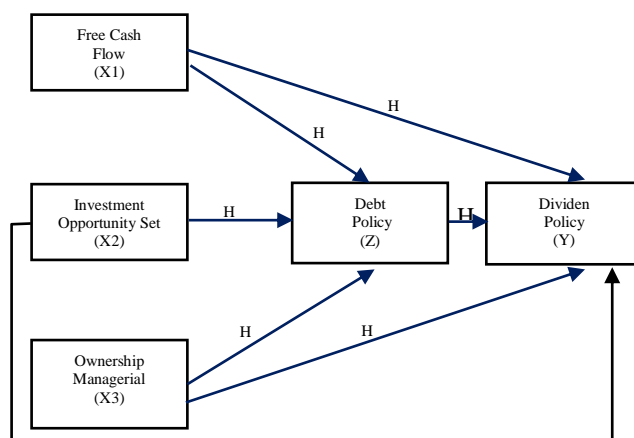 Free Cash
Flow
(X1)
H
H
Investment
Opportunity Set
(X2)
H
Debt
Policy
(Z)
H
Dividen
Policy
(Y)
H
H
Ownership
Managerial
(X3)